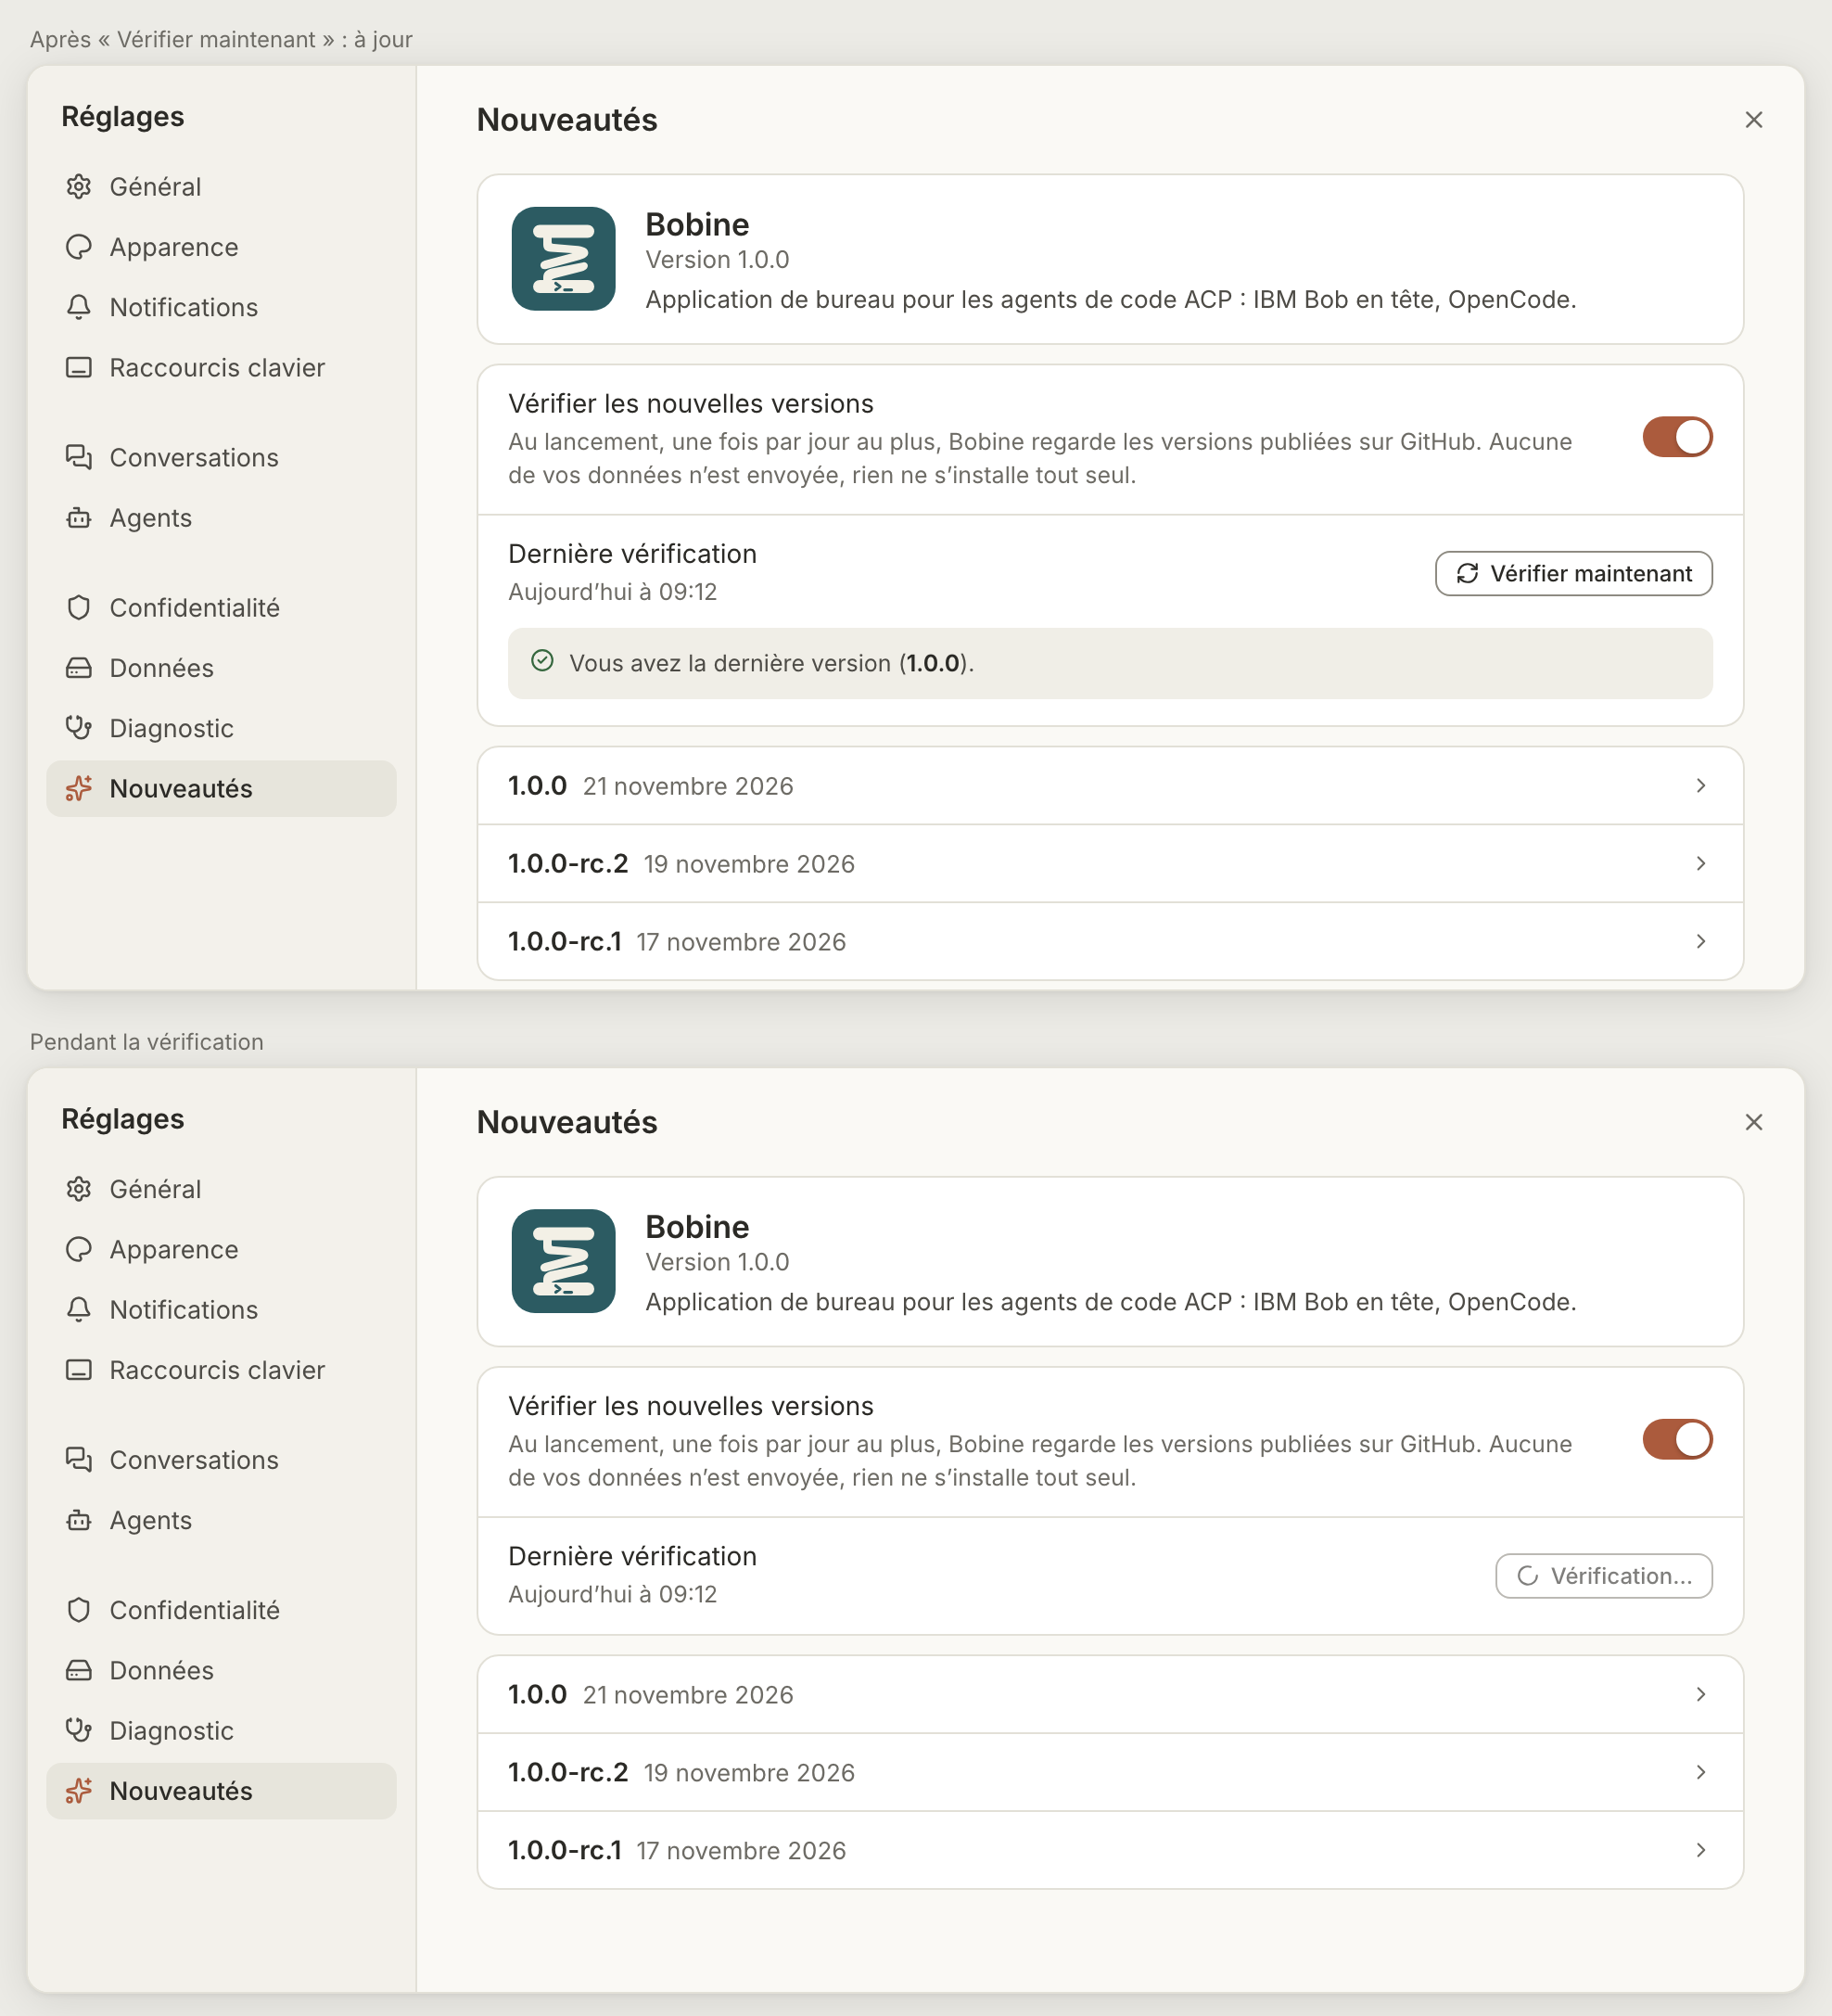 Après « Vérifier maintenant » : à jour
Réglages
Général
Apparence
Notifications
Raccourcis clavier
Conversations
Agents
Confidentialité
Données
Diagnostic
Nouveautés
Nouveautés
Bobine
Version 1.0.0
Application de bureau pour les agents de code ACP : IBM Bob en tête, OpenCode.
Vérifier les nouvelles versions
Au lancement, une fois par jour au plus, Bobine regarde les versions publiées sur GitHub. Aucune
de vos données n’est envoyée, rien ne s’installe tout seul.
Dernière vérification
Aujourd’hui à 09:12
Vérifier maintenant
Vous avez la dernière version (1.0.0).
1.0.0 21 novembre 2026
1.0.0-rc.2 19 novembre 2026
1.0.0-rc.1 17 novembre 2026
Pendant la vérification
Réglages
Général
Apparence
Notifications
Raccourcis clavier
Conversations
Agents
Confidentialité
Données
Diagnostic
Nouveautés
Nouveautés
Bobine
Version 1.0.0
Application de bureau pour les agents de code ACP : IBM Bob en tête, OpenCode.
Vérifier les nouvelles versions
Au lancement, une fois par jour au plus, Bobine regarde les versions publiées sur GitHub. Aucune
de vos données n’est envoyée, rien ne s’installe tout seul.
Dernière vérification
Aujourd’hui à 09:12
Vérification…
1.0.0 21 novembre 2026
1.0.0-rc.2 19 novembre 2026
1.0.0-rc.1 17 novembre 2026